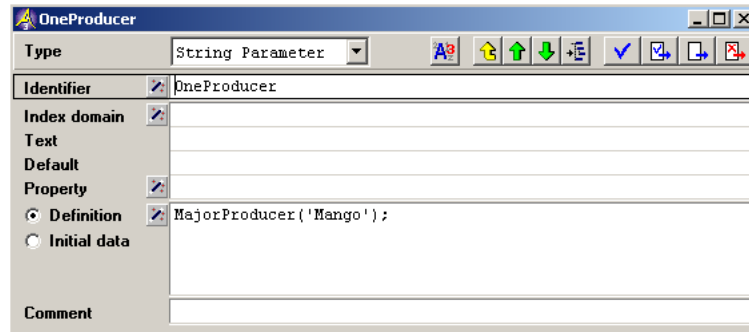 OneProducer
Type String Parameter
Identifier OneProducer
Index domain
Text
Default
Property
Definition MajorProducer('Mango');
Initial data
Comment